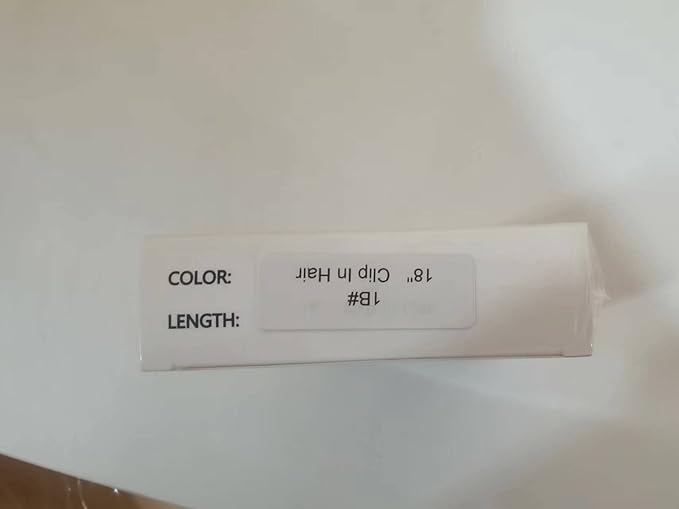 COLOR:
LENGTH:
1B#
18" Clip In Hair